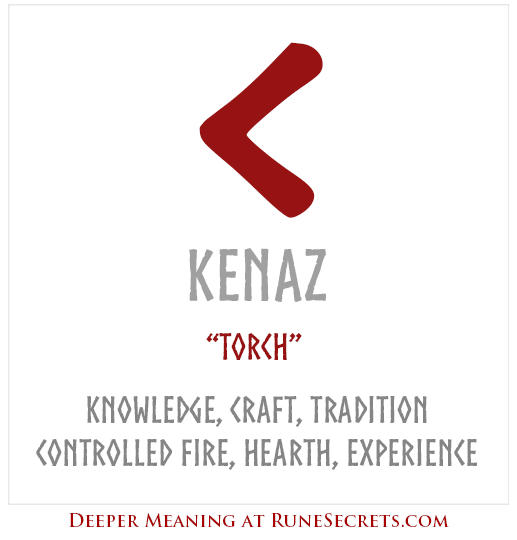 ᚲ
KENAZ
“TORCH”
KNOWLEDGE, CRAFT, TRADITION
CONTROLLED FIRE, HEARTH, EXPERIENCE
DEEPER MEANING AT RUNESECRETS.COM